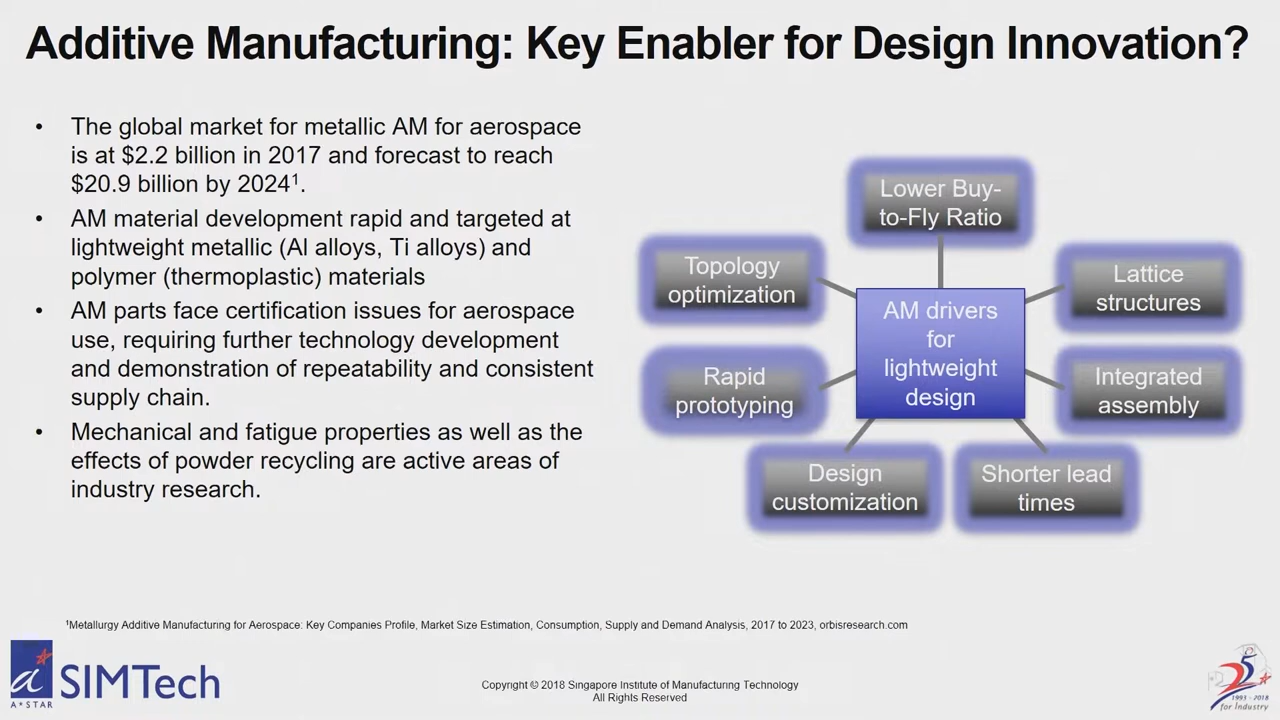 Additive Manufacturing: Key Enabler for Design Innovation?
• The global market for metallic AM for aerospace
is at $2.2 billion in 2017 and forecast to reach
$20.9 billion by 2024¹.
• AM material development rapid and targeted at
lightweight metallic (Al alloys, Ti alloys) and
polymer (thermoplastic) materials
• AM parts face certification issues for aerospace
use, requiring further technology development
and demonstration of repeatability and consistent
supply chain.
• Mechanical and fatigue properties as well as the
effects of powder recycling are active areas of
industry research.
Lower Buy-
to-Fly Ratio
Topology
optimization
Lattice
structures
AM drivers
for
lightweight
design
Rapid
prototyping
Integrated
assembly
Design
customization
Shorter lead
times
¹Metallurgy Additive Manufacturing for Aerospace: Key Companies Profile, Market Size Estimation, Consumption, Supply and Demand Analysis, 2017 to 2023, orbisresearch.com
a
A*STAR
SIMTech
Copyright © 2018 Singapore Institute of Manufacturing Technology
All Rights Reserved
25
1993 - 2018
for Industry